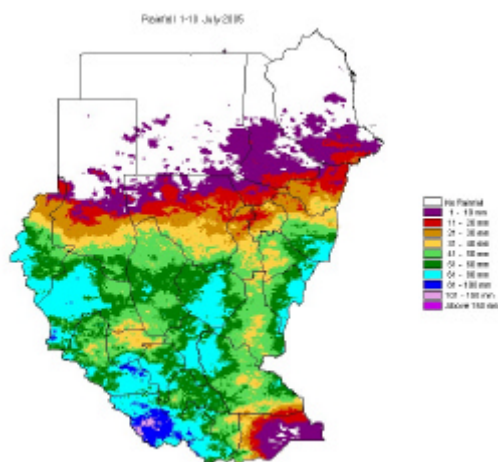 Rainfall 1-10 July 2005
No Rainfall
1 - 10 mm
11 - 20 mm
21 - 30 mm
31 - 40 mm
41 - 50 mm
51 - 60 mm
61 - 80 mm
81 - 100 mm
101 - 150 mm
Above 150 mm